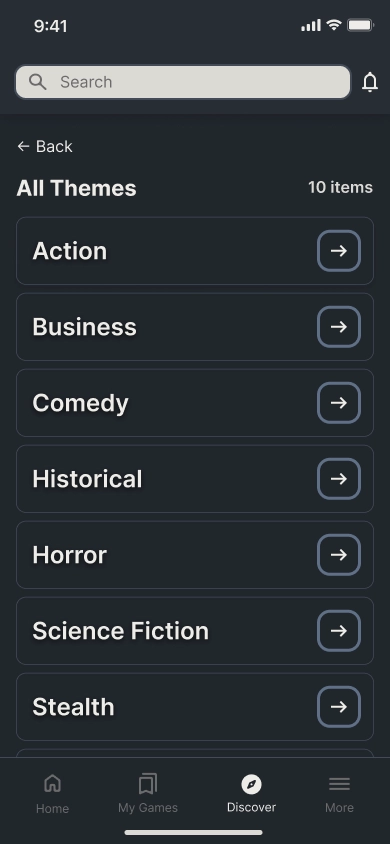 9:41
Search
← Back
All Themes
10 items
Action
Business
Comedy
Historical
Horror
Science Fiction
Stealth
Home
My Games
Discover
More